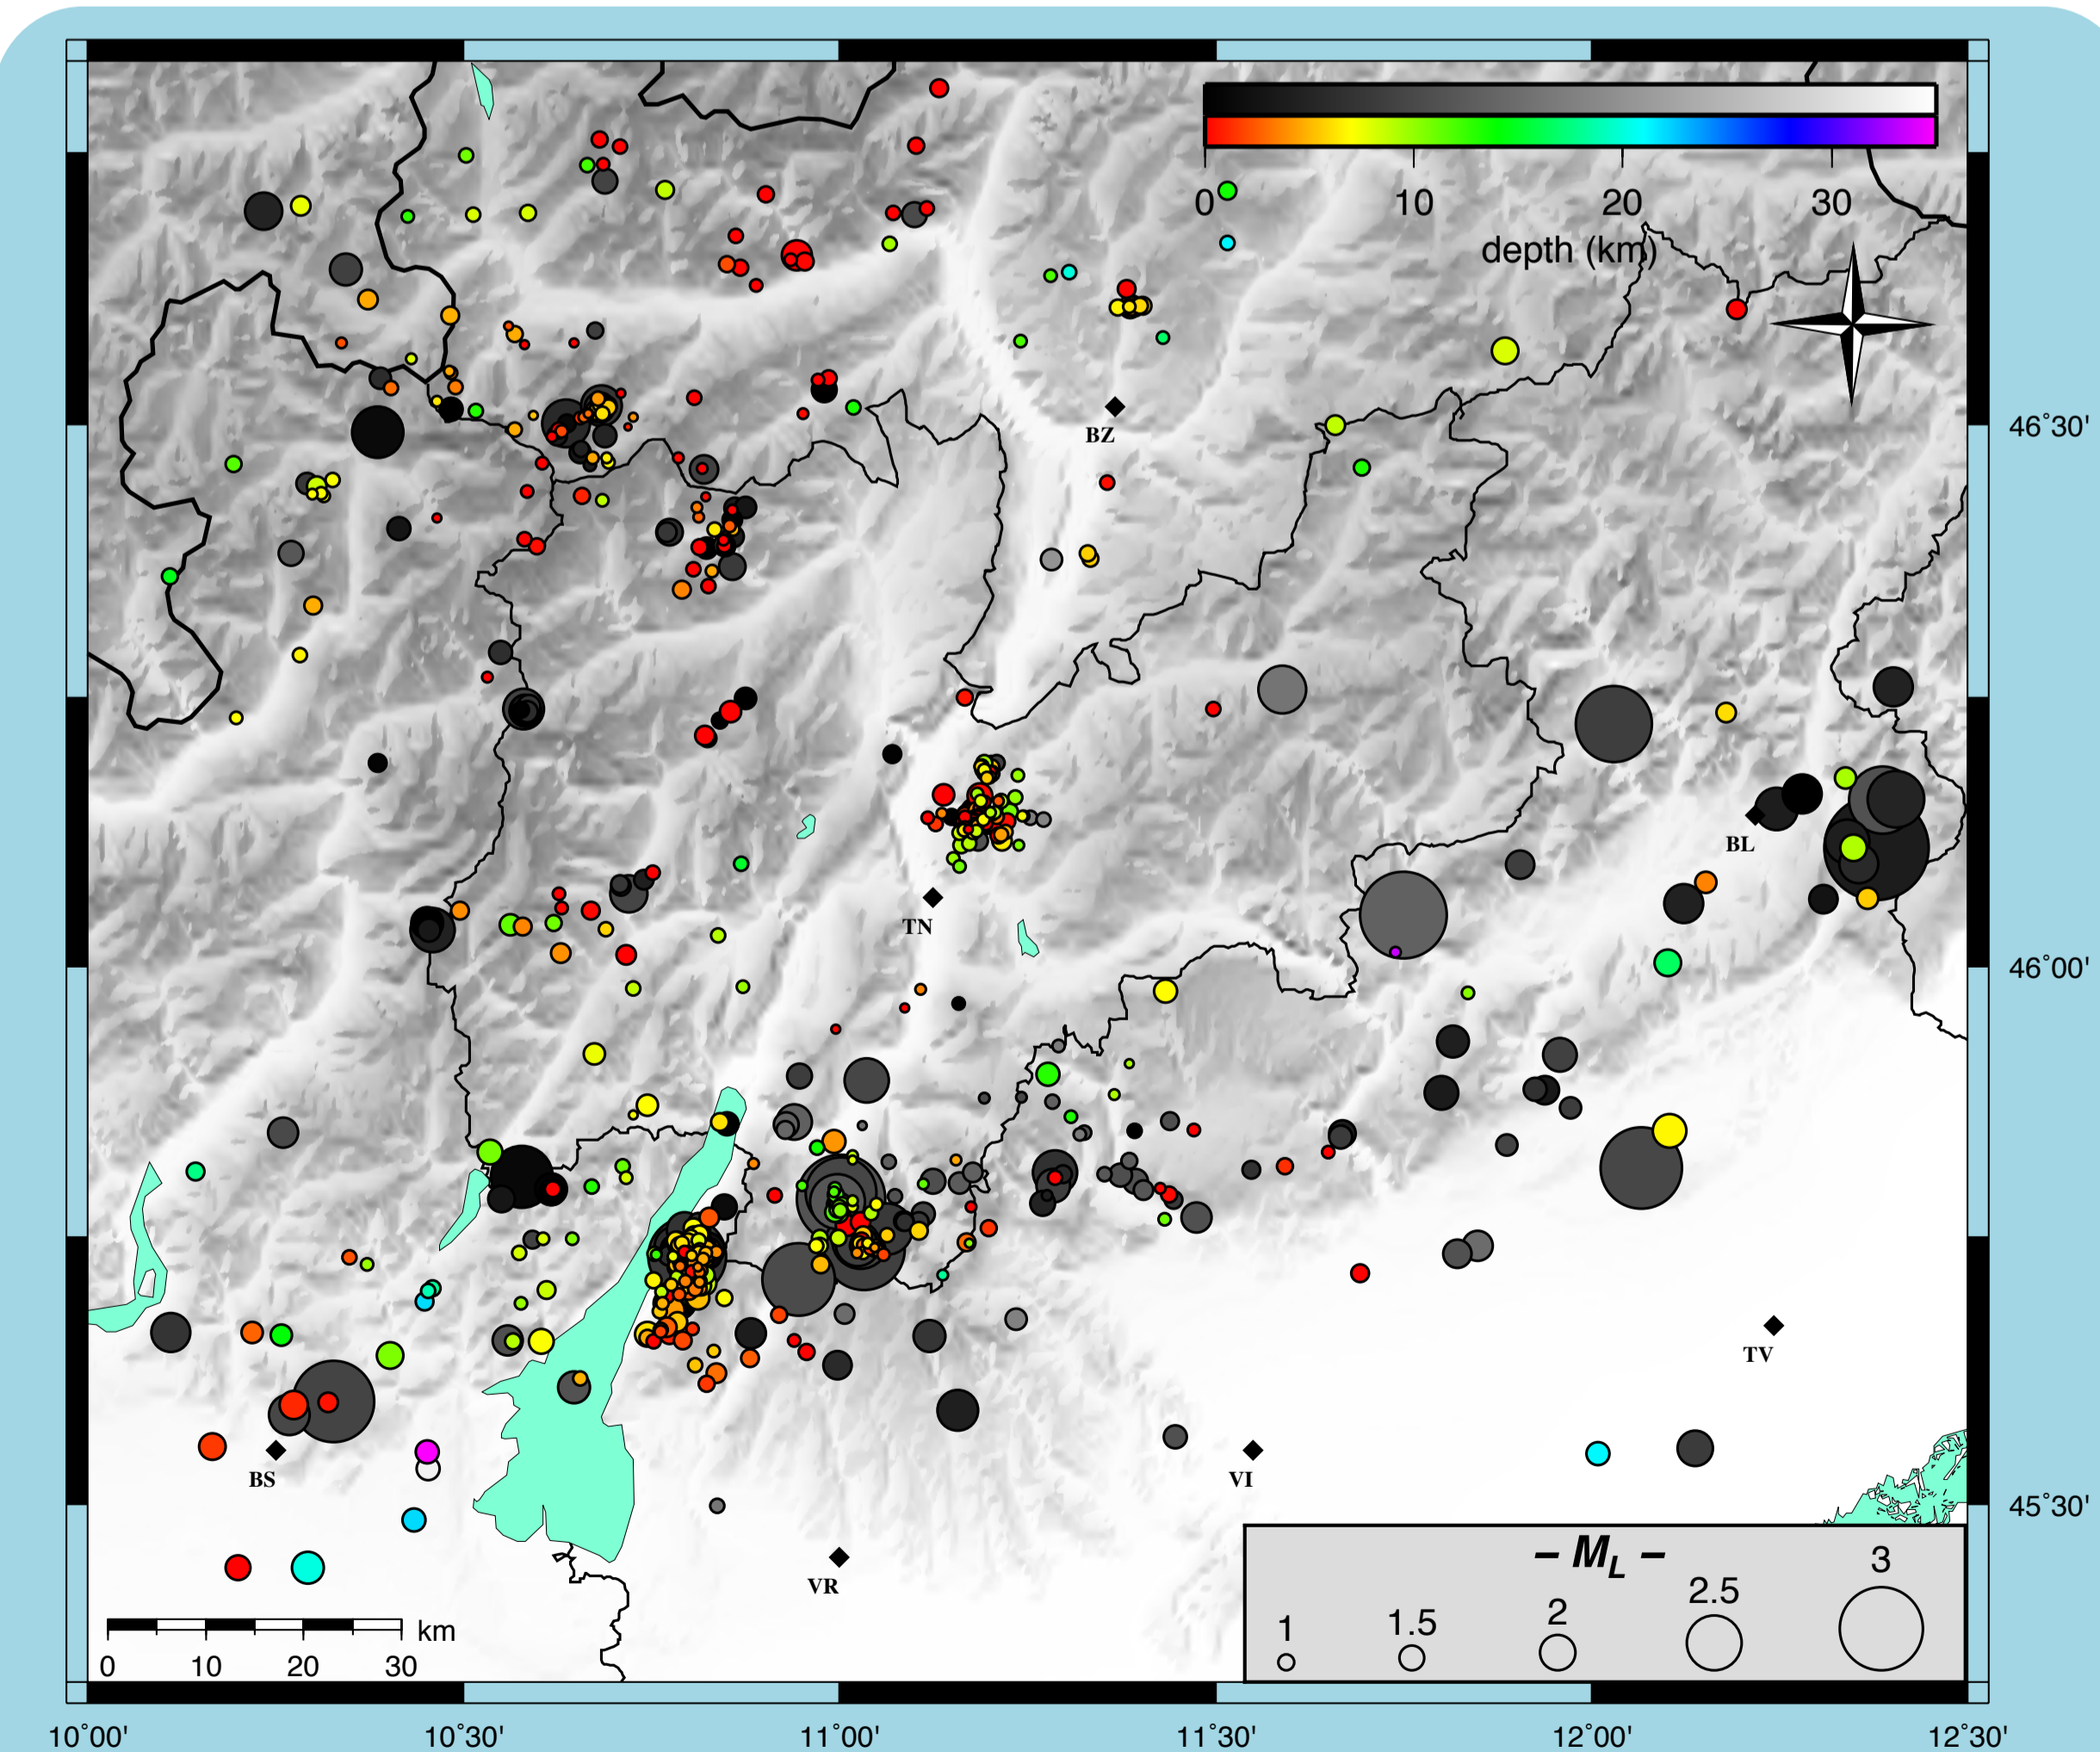 0 10 20 30
depth (km)
BZ
46°30'
BL
TN
46°00'
TV
BS
VI
45°30'
VR
– ML –
1 1.5 2 2.5 3
km
0 10 20 30
10°00' 10°30' 11°00' 11°30' 12°00' 12°30'